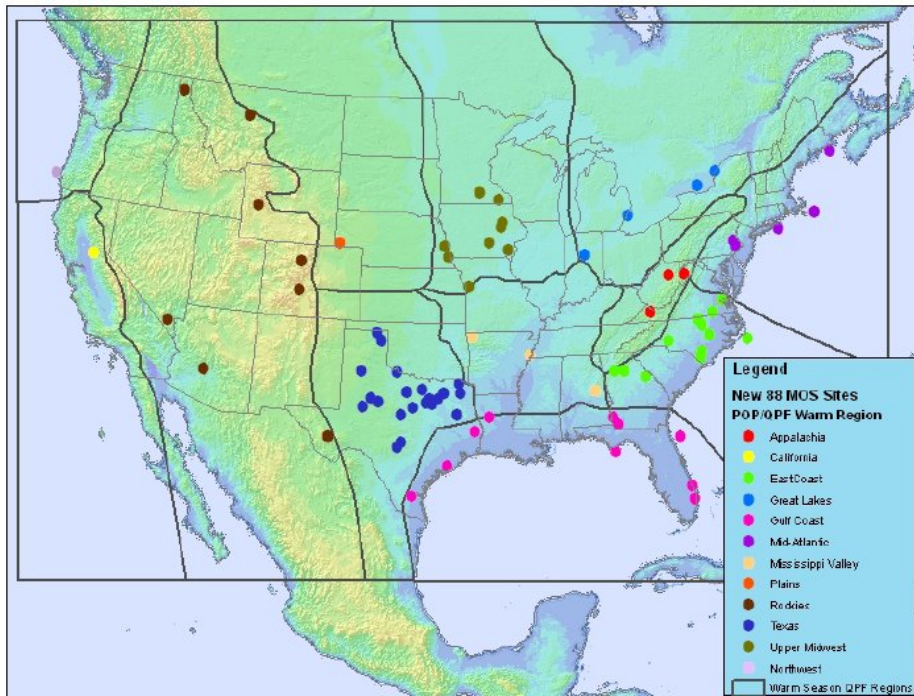 Legend
New 88 MOS Sites
POP/QPF Warm Region
Appalachia
California
EastCoast
Great Lakes
Gulf Coast
Mid-Atlantic
Mississippi Valley
Plains
Rockies
Texas
Upper Midwest
Northwest
Warm Season QPF Regions